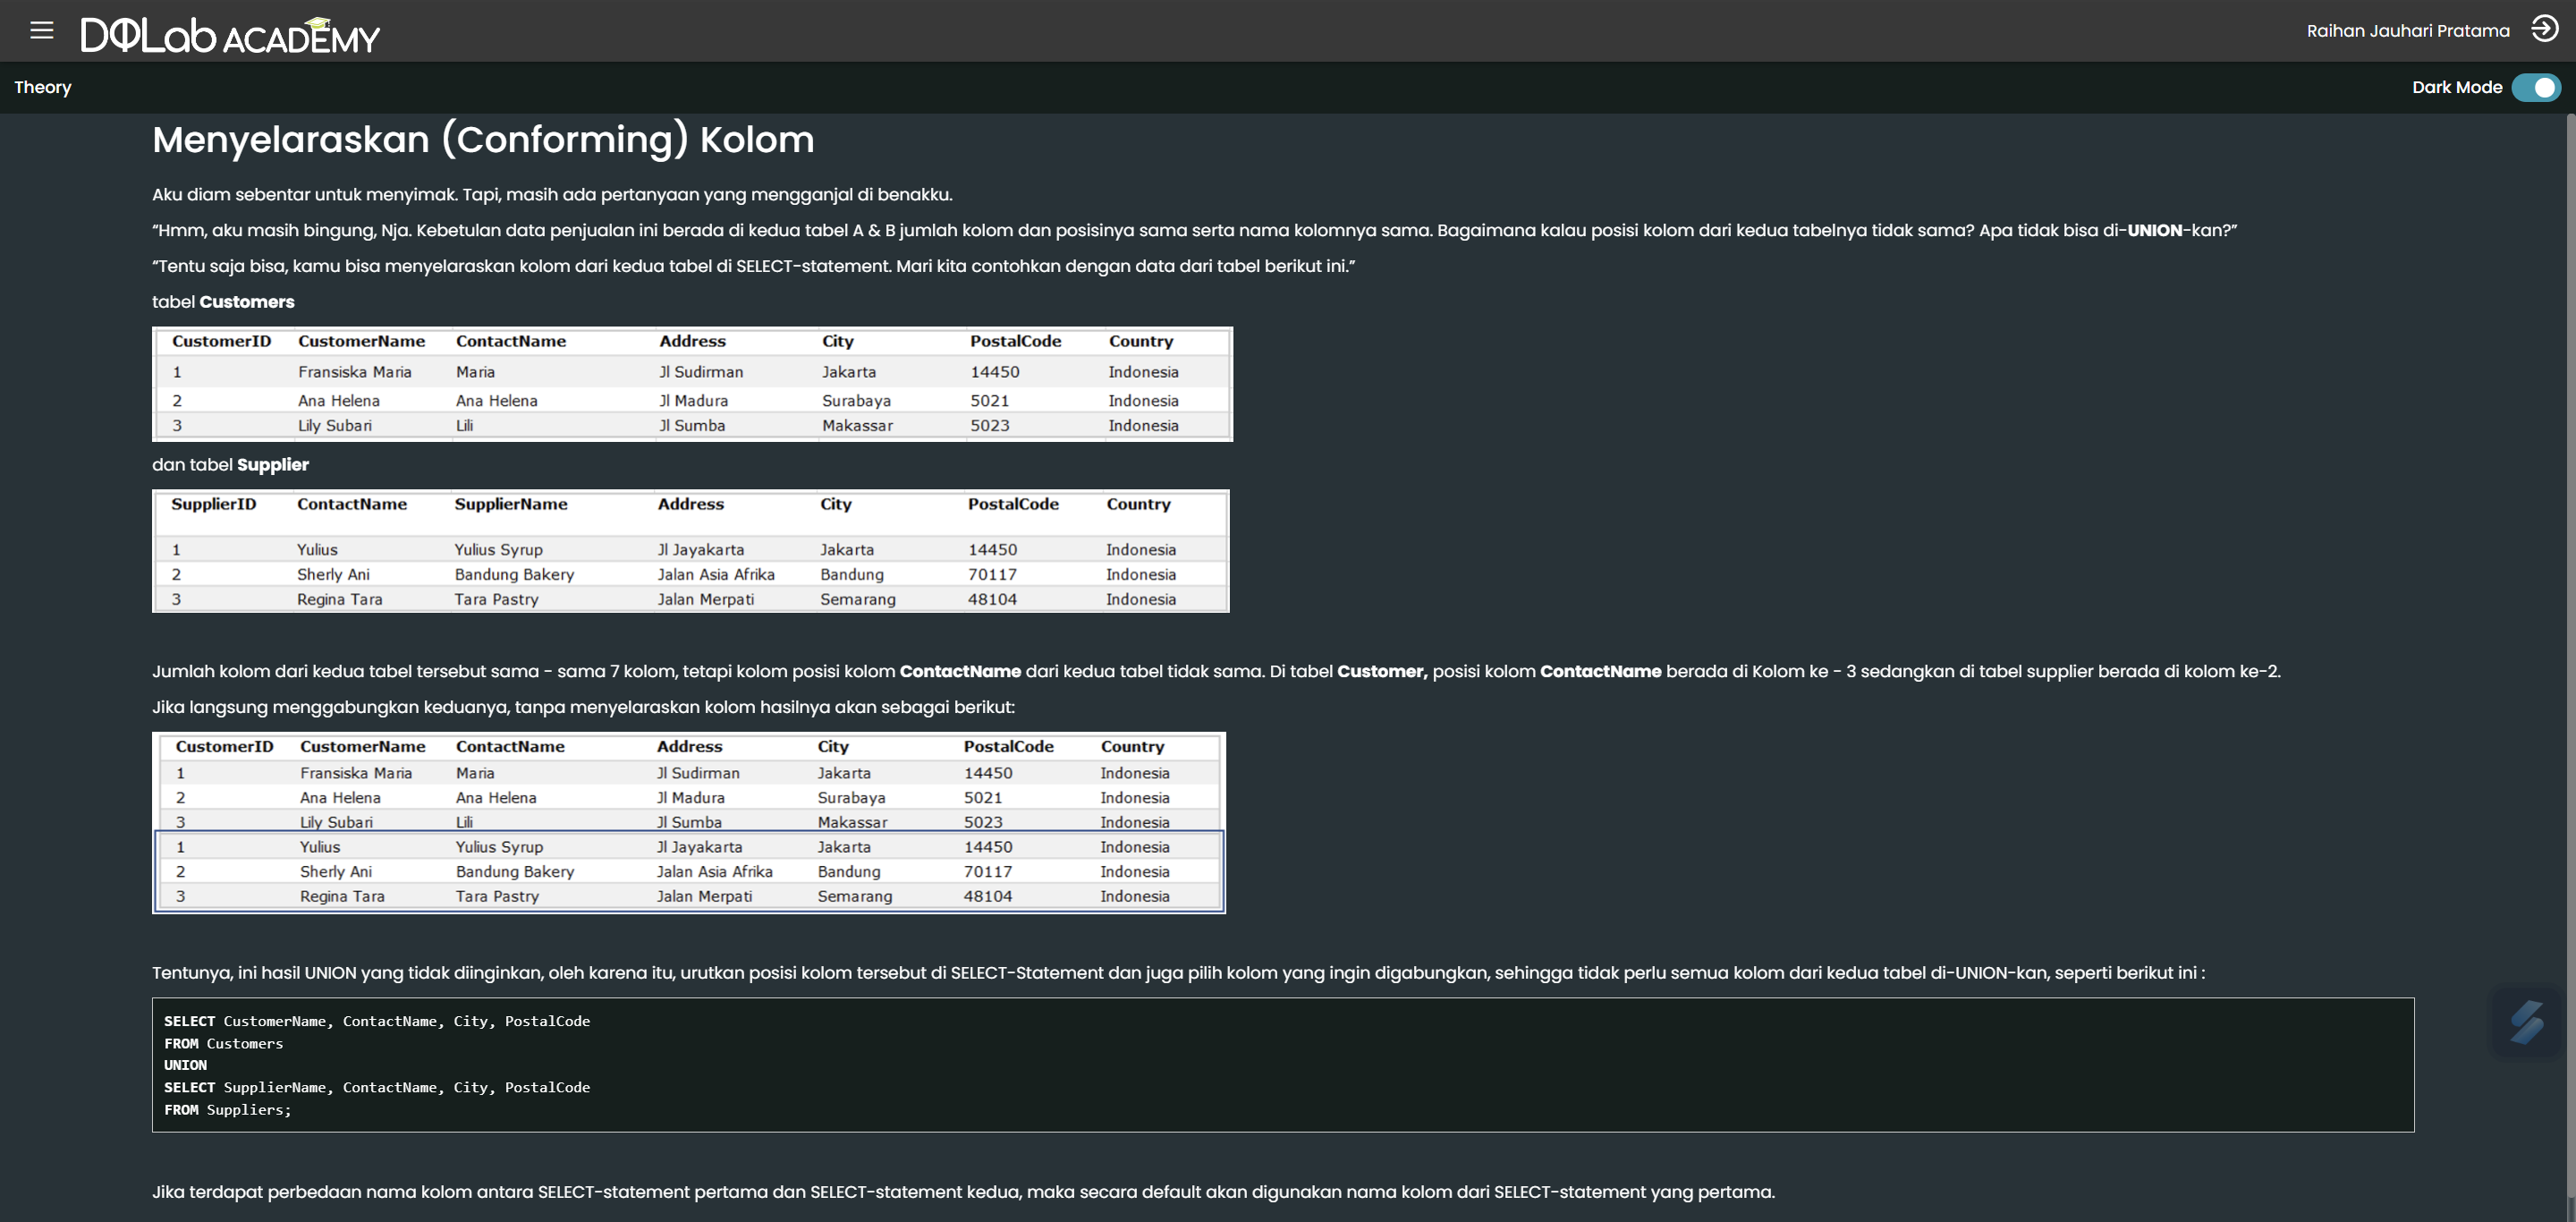 DQLab ACADEMY
Raihan Jauhari Pratama
Theory
Dark Mode
Menyelaraskan (Conforming) Kolom
Aku diam sebentar untuk menyimak. Tapi, masih ada pertanyaan yang mengganjal di benakku.
“Hmm, aku masih bingung, Nja. Kebetulan data penjualan ini berada di kedua tabel A & B jumlah kolom dan posisinya sama serta nama kolomnya sama. Bagaimana kalau posisi kolom dari kedua tabelnya tidak sama? Apa tidak bisa di-UNION-kan?”
“Tentu saja bisa, kamu bisa menyelaraskan kolom dari kedua tabel di SELECT-statement. Mari kita contohkan dengan data dari tabel berikut ini.”
tabel Customers
CustomerID CustomerName ContactName Address City PostalCode Country
1 Fransiska Maria Maria Jl Sudirman Jakarta 14450 Indonesia
2 Ana Helena Ana Helena Jl Madura Surabaya 5021 Indonesia
3 Lily Subari Lili Jl Sumba Makassar 5023 Indonesia
dan tabel Supplier
SupplierID ContactName SupplierName Address City PostalCode Country
1 Yulius Yulius Syrup Jl Jayakarta Jakarta 14450 Indonesia
2 Sherly Ani Bandung Bakery Jalan Asia Afrika Bandung 70117 Indonesia
3 Regina Tara Tara Pastry Jalan Merpati Semarang 48104 Indonesia
Jumlah kolom dari kedua tabel tersebut sama - sama 7 kolom, tetapi kolom posisi kolom ContactName dari kedua tabel tidak sama. Di tabel Customer, posisi kolom ContactName berada di Kolom ke - 3 sedangkan di tabel supplier berada di kolom ke-2.
Jika langsung menggabungkan keduanya, tanpa menyelaraskan kolom hasilnya akan sebagai berikut:
CustomerID CustomerName ContactName Address City PostalCode Country
1 Fransiska Maria Maria Jl Sudirman Jakarta 14450 Indonesia
2 Ana Helena Ana Helena Jl Madura Surabaya 5021 Indonesia
3 Lily Subari Lili Jl Sumba Makassar 5023 Indonesia
1 Yulius Yulius Syrup Jl Jayakarta Jakarta 14450 Indonesia
2 Sherly Ani Bandung Bakery Jalan Asia Afrika Bandung 70117 Indonesia
3 Regina Tara Tara Pastry Jalan Merpati Semarang 48104 Indonesia
Tentunya, ini hasil UNION yang tidak diinginkan, oleh karena itu, urutkan posisi kolom tersebut di SELECT-Statement dan juga pilih kolom yang ingin digabungkan, sehingga tidak perlu semua kolom dari kedua tabel di-UNION-kan, seperti berikut ini :
SELECT CustomerName, ContactName, City, PostalCode
FROM Customers
UNION
SELECT SupplierName, ContactName, City, PostalCode
FROM Suppliers;
Jika terdapat perbedaan nama kolom antara SELECT-statement pertama dan SELECT-statement kedua, maka secara default akan digunakan nama kolom dari SELECT-statement yang pertama.